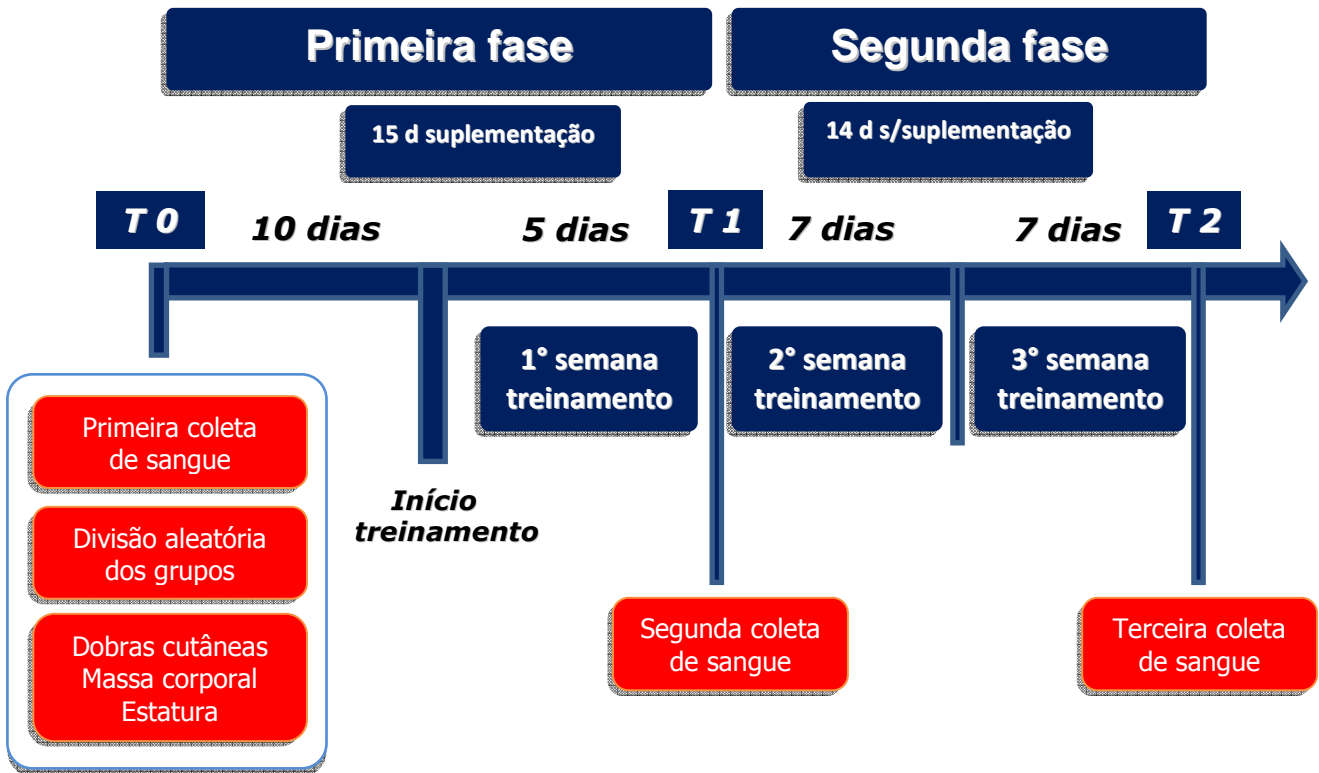 Primeira fase
Segunda fase
15 d suplementação
14 d s/suplementação
T 0
10 dias
5 dias
T 1
7 dias
7 dias
T 2
1° semana
treinamento
2° semana
treinamento
3° semana
treinamento
Primeira coleta
de sangue
Divisão aleatória
dos grupos
Dobras cutâneas
Massa corporal
Estatura
Início
treinamento
Segunda coleta
de sangue
Terceira coleta
de sangue